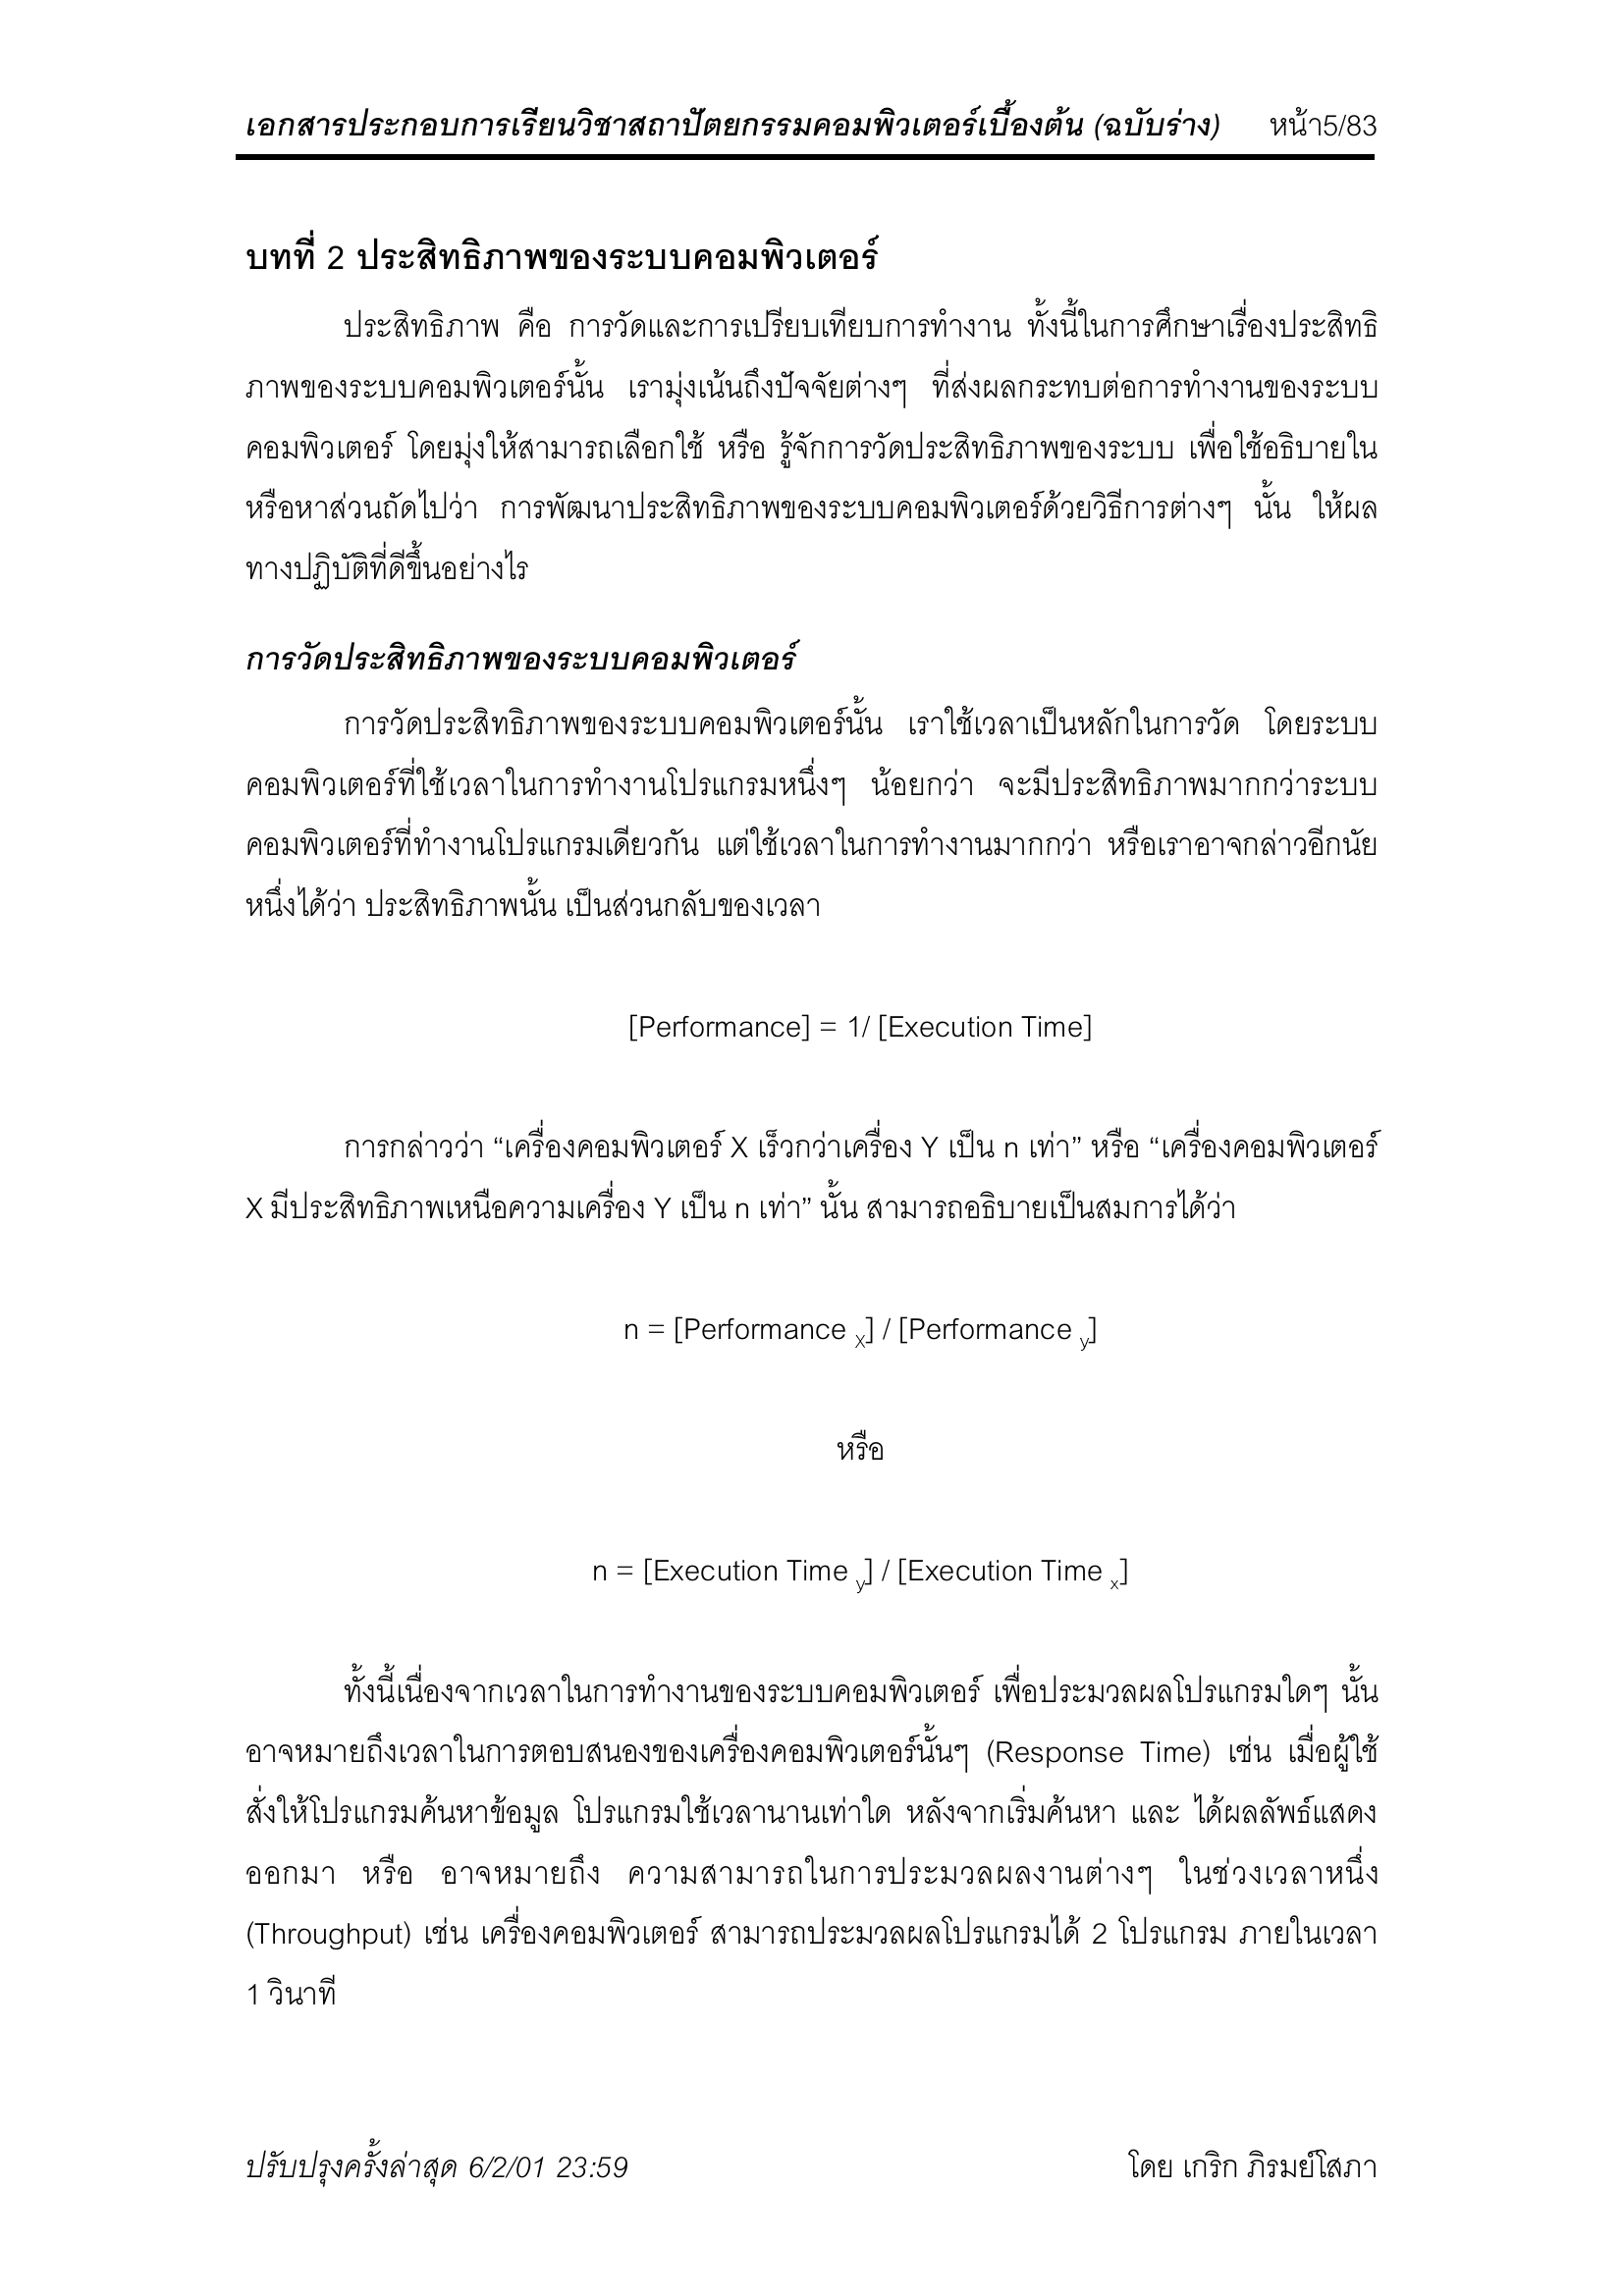 เอกสารประกอบการเรียนวิชาสถาปัตยกรรมคอมพิวเตอร์เบื้องต้น (ฉบับร่าง) หน้า5/83
บทที่ 2 ประสิทธิภาพของระบบคอมพิวเตอร์
ประสิทธิภาพ คือ การวัดและการเปรียบเทียบการทำงาน ทั้งนี้ในการศึกษาเรื่องประสิทธิ
ภาพของระบบคอมพิวเตอร์นั้น เรามุ่งเน้นถึงปัจจัยต่างๆ ที่ส่งผลกระทบต่อการทำงานของระบบ
คอมพิวเตอร์ โดยมุ่งให้สามารถเลือกใช้ หรือ รู้จักการวัดประสิทธิภาพของระบบ เพื่อใช้อธิบายใน
หรือหาส่วนถัดไปว่า การพัฒนาประสิทธิภาพของระบบคอมพิวเตอร์ด้วยวิธีการต่างๆ นั้น ให้ผล
ทางปฏิบัติที่ดีขึ้นอย่างไร
การวัดประสิทธิภาพของระบบคอมพิวเตอร์
การวัดประสิทธิภาพของระบบคอมพิวเตอร์นั้น เราใช้เวลาเป็นหลักในการวัด โดยระบบ
คอมพิวเตอร์ที่ใช้เวลาในการทำงานโปรแกรมหนึ่งๆ น้อยกว่า จะมีประสิทธิภาพมากกว่าระบบ
คอมพิวเตอร์ที่ทำงานโปรแกรมเดียวกัน แต่ใช้เวลาในการทำงานมากกว่า หรือเราอาจกล่าวอีกนัย
หนึ่งได้ว่า ประสิทธิภาพนั้น เป็นส่วนกลับของเวลา
[Performance] = 1/ [Execution Time]
การกล่าวว่า “เครื่องคอมพิวเตอร์ X เร็วกว่าเครื่อง Y เป็น n เท่า” หรือ “เครื่องคอมพิวเตอร์
X มีประสิทธิภาพเหนือความเครื่อง Y เป็น n เท่า” นั้น สามารถอธิบายเป็นสมการได้ว่า
n = [Performance X] / [Performance y]
หรือ
n = [Execution Time y] / [Execution Time x]
ทั้งนี้เนื่องจากเวลาในการทำงานของระบบคอมพิวเตอร์ เพื่อประมวลผลโปรแกรมใดๆ นั้น
อาจหมายถึงเวลาในการตอบสนองของเครื่องคอมพิวเตอร์นั้นๆ (Response Time) เช่น เมื่อผู้ใช้
สั่งให้โปรแกรมค้นหาข้อมูล โปรแกรมใช้เวลานานเท่าใด หลังจากเริ่มค้นหา และ ได้ผลลัพธ์แสดง
ออกมา หรือ อาจหมายถึง ความสามารถในการประมวลผลงานต่างๆ ในช่วงเวลาหนึ่ง
(Throughput) เช่น เครื่องคอมพิวเตอร์ สามารถประมวลผลโปรแกรมได้ 2 โปรแกรม ภายในเวลา
1 วินาที
ปรับปรุงครั้งล่าสุด 6/2/01 23:59 โดย เกริก ภิรมย์โสภา